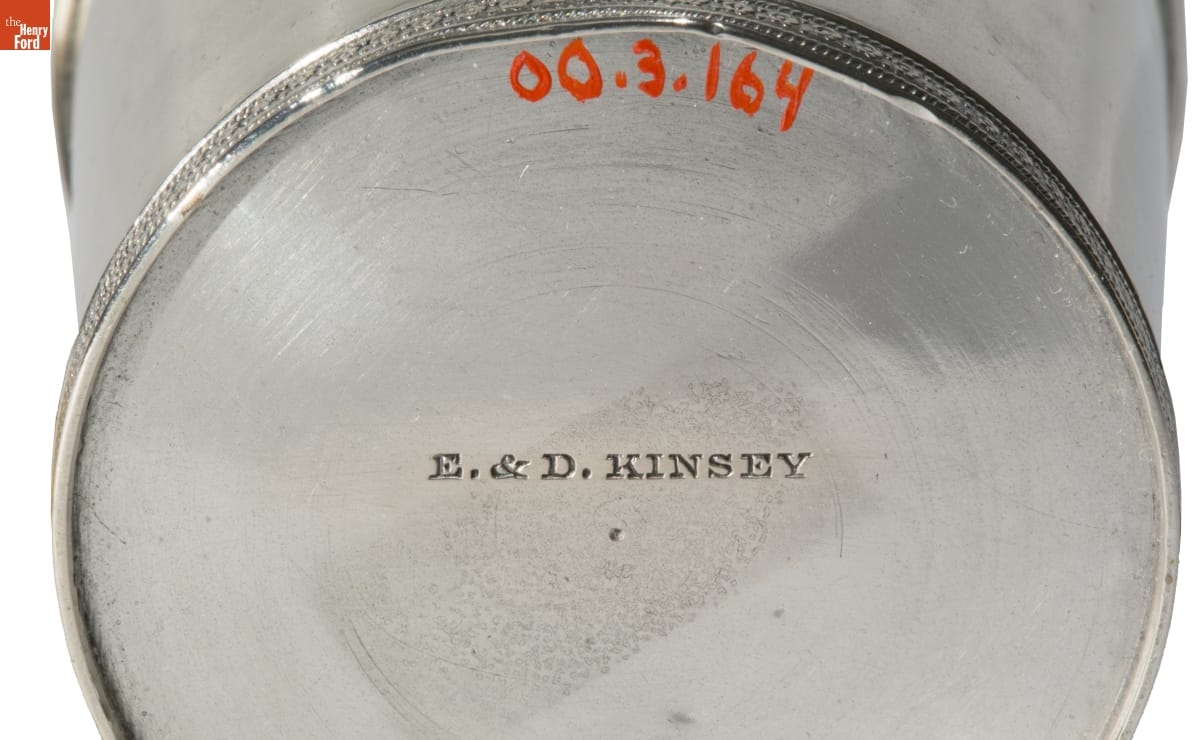 the
Henry
Ford
00.3.164
E. & D. KINSEY